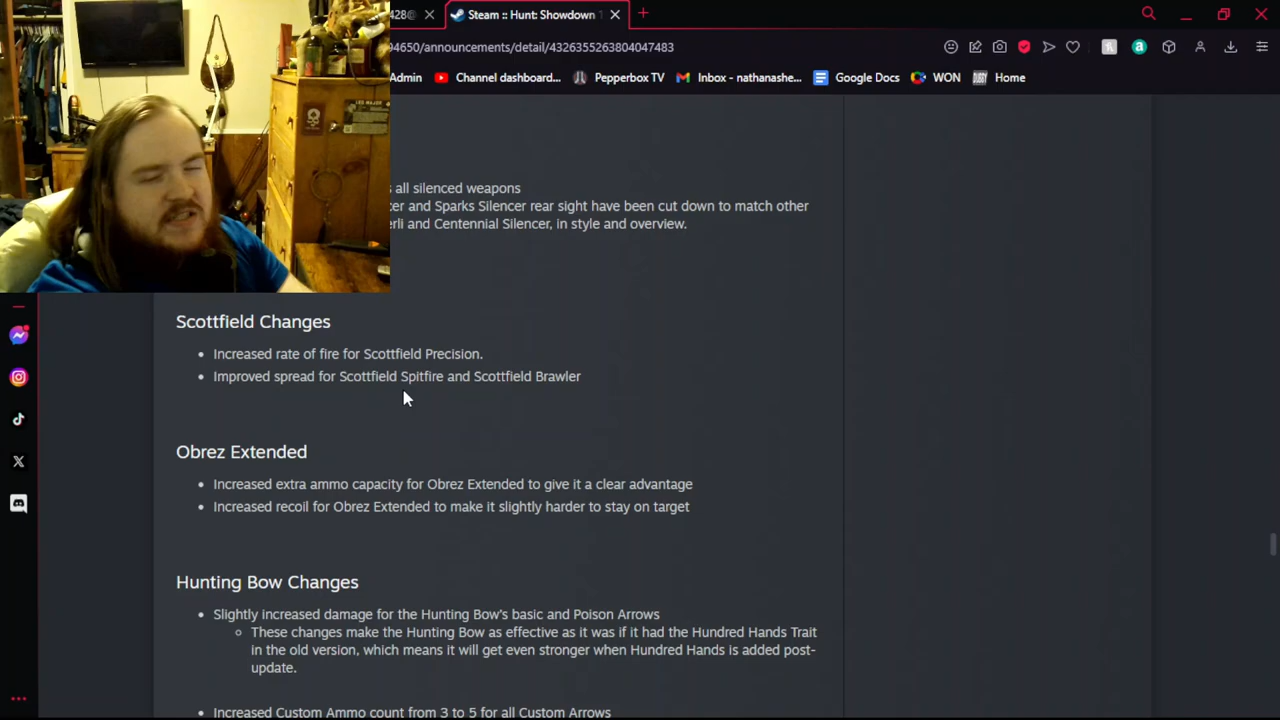 428@
Steam :: Hunt: Showdown 1
04650/announcements/detail/4326355263804047483
Admin
Channel dashboard...
Pepperbox TV
Inbox - nathanashe...
Google Docs
WON
Home
s all silenced weapons
ter and Sparks Silencer rear sight have been cut down to match other
erli and Centennial Silencer, in style and overview.
Scottfield Changes
Increased rate of fire for Scottfield Precision.
Improved spread for Scottfield Spitfire and Scottfield Brawler
Obrez Extended
Increased extra ammo capacity for Obrez Extended to give it a clear advantage
Increased recoil for Obrez Extended to make it slightly harder to stay on target
Hunting Bow Changes
Slightly increased damage for the Hunting Bow's basic and Poison Arrows
These changes make the Hunting Bow as effective as it was if it had the Hundred Hands Trait
in the old version, which means it will get even stronger when Hundred Hands is added post-
update.
Increased Custom Ammo count from 3 to 5 for all Custom Arrows